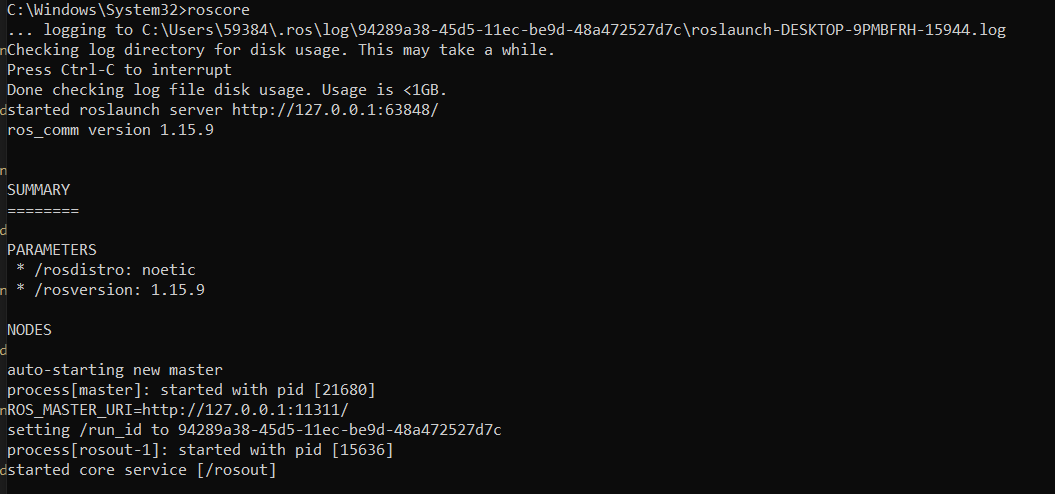 C:\Windows\System32>roscore
... logging to C:\Users\59384\.ros\log\94289a38-45d5-11ec-be9d-48a472527d7c\roslaunch-DESKTOP-9PMBFRH-15944.log
Checking log directory for disk usage. This may take a while.
Press Ctrl-C to interrupt
Done checking log file disk usage. Usage is <1GB.
started roslaunch server http://127.0.0.1:63848/
ros_comm version 1.15.9
SUMMARY
========
PARAMETERS
* /rosdistro: noetic
* /rosversion: 1.15.9
NODES
auto-starting new master
process[master]: started with pid [21680]
ROS_MASTER_URI=http://127.0.0.1:11311/
setting /run_id to 94289a38-45d5-11ec-be9d-48a472527d7c
process[rosout-1]: started with pid [15636]
started core service [/rosout]